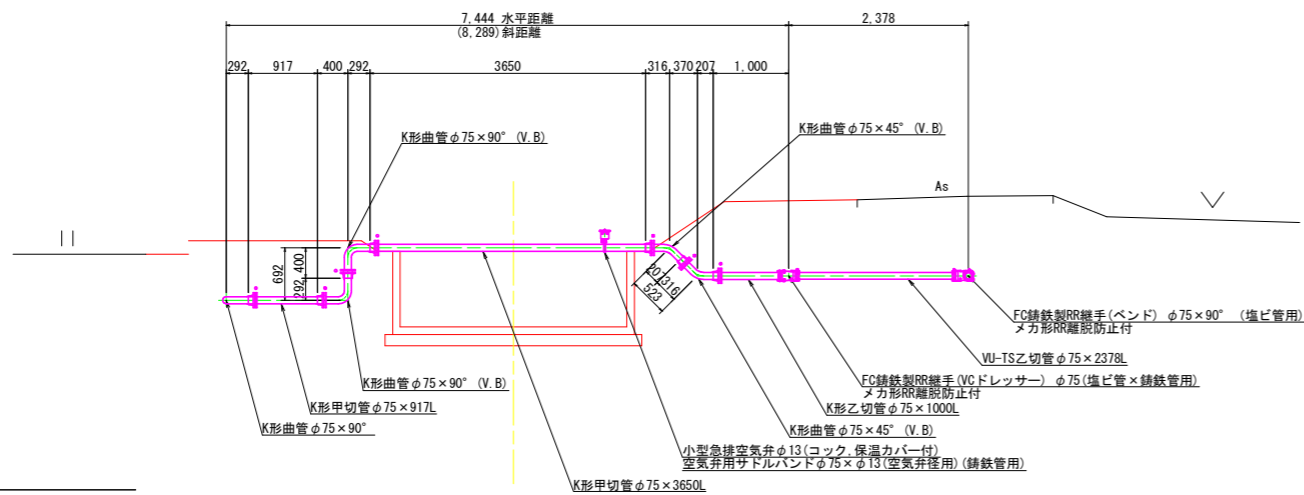 7,444 水平距離
(8,289)斜距離
2,378
292
917
400
292
3650
316
370
207
1,000
K形曲管φ75×90° (V.B)
K形曲管φ75×45° (V.B)
As
692
400
292
207
316
523
FC鋳鉄製RR継手(ベンド) φ75×90° (塩ビ管用)
メカ形RR離脱防止付
VU-TS乙切管φ75×2378L
FC鋳鉄製RR継手(VCドレッサー) φ75(塩ビ管×鋳鉄管用)
メカ形RR離脱防止付
K形曲管φ75×90° (V.B)
K形甲切管φ75×917L
K形乙切管φ75×1000L
K形曲管φ75×90°
K形曲管φ75×45° (V.B)
小型急排空気弁φ13(コック,保温カバー付)
空気弁用サドルバンドφ75×φ13(空気弁径用)(鋳鉄管用)
K形甲切管φ75×3650L